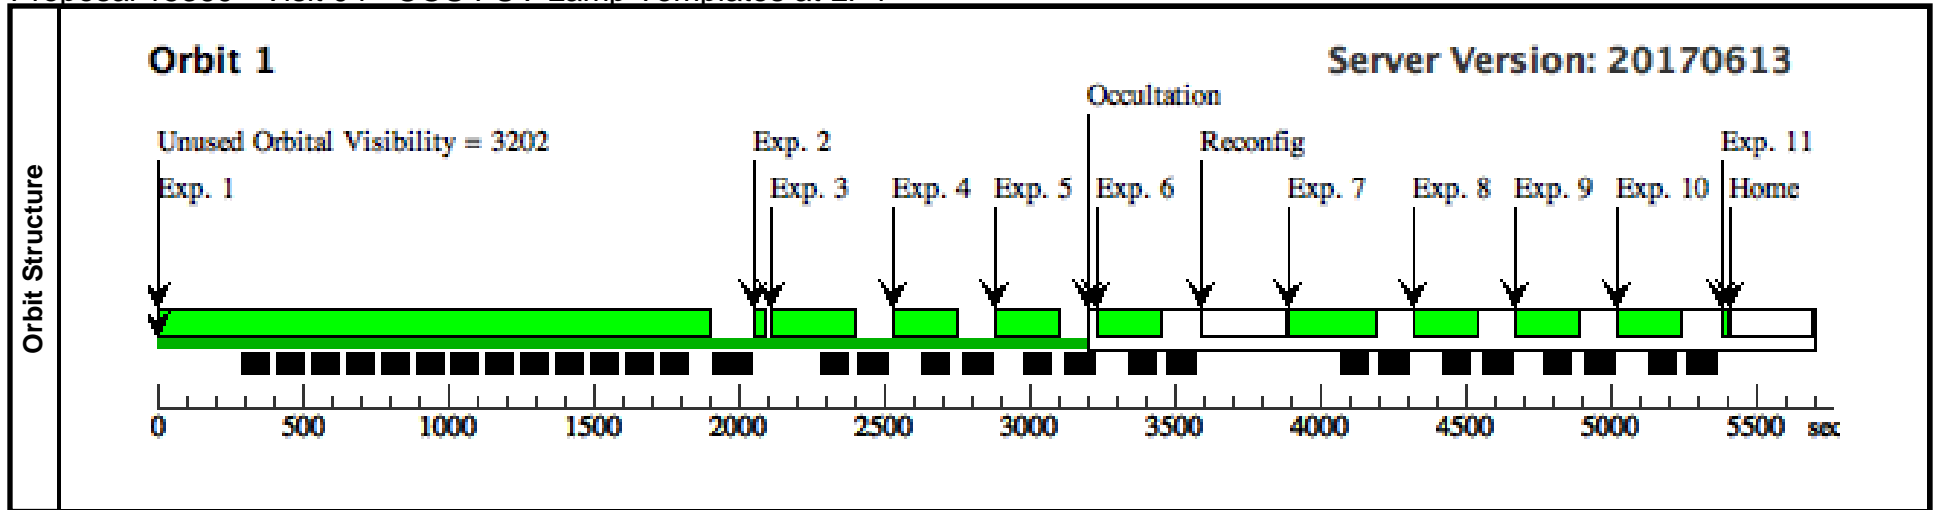 Orbit Structure
Orbit 1
Server Version: 20170613
Occultation
Unused Orbital Visibility = 3202
Exp. 2
Reconfig
Exp. 11
Exp. 1
Exp. 3
Exp. 4
Exp. 5
Exp. 6
Exp. 7
Exp. 8
Exp. 9
Exp. 10
Home
0 500 1000 1500 2000 2500 3000 3500 4000 4500 5000 5500 sec